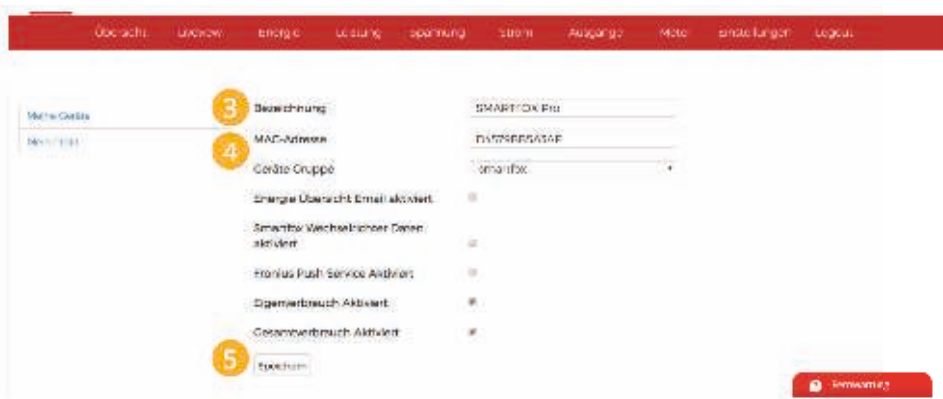 Übersicht Liveview Energie Leistung Spannung Strom Ausgänge Meter Einstellungen Logout
Meine Geräte
3 Bezeichnung SMARTFOX Pro
4 MAC-Adresse
Geräte Gruppe smartfox
Energie Übersicht Email aktiviert
Smartfox Wechselrichter Daten
aktiviert
Fronius Push Service Aktiviert
Eigenverbrauch Aktiviert
Gesamtverbrauch Aktiviert
5 Speichern
Fernwartung